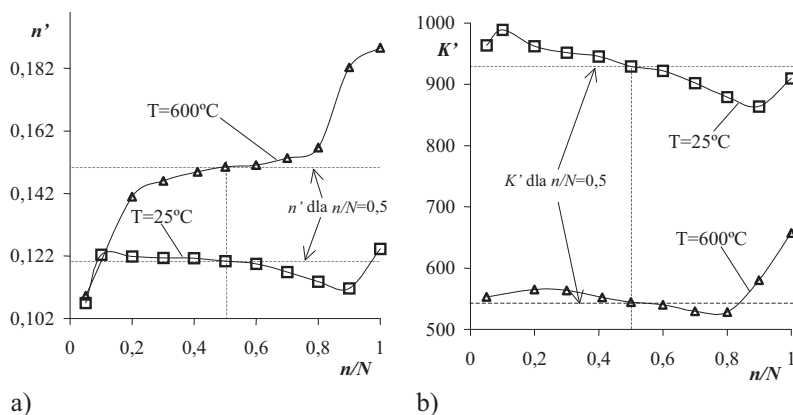 n’
0,182
0,162
0,142
0,122
0,102
T=600ºC
T=25ºC
n’ dla n/N=0,5
0
0,2
0,4
0,6
0,8
1
n/N
a)
K’
1000
900
800
700
600
500
T=25ºC
K’ dla n/N=0,5
T=600ºC
0
0,2
0,4
0,6
0,8
1
n/N
b)